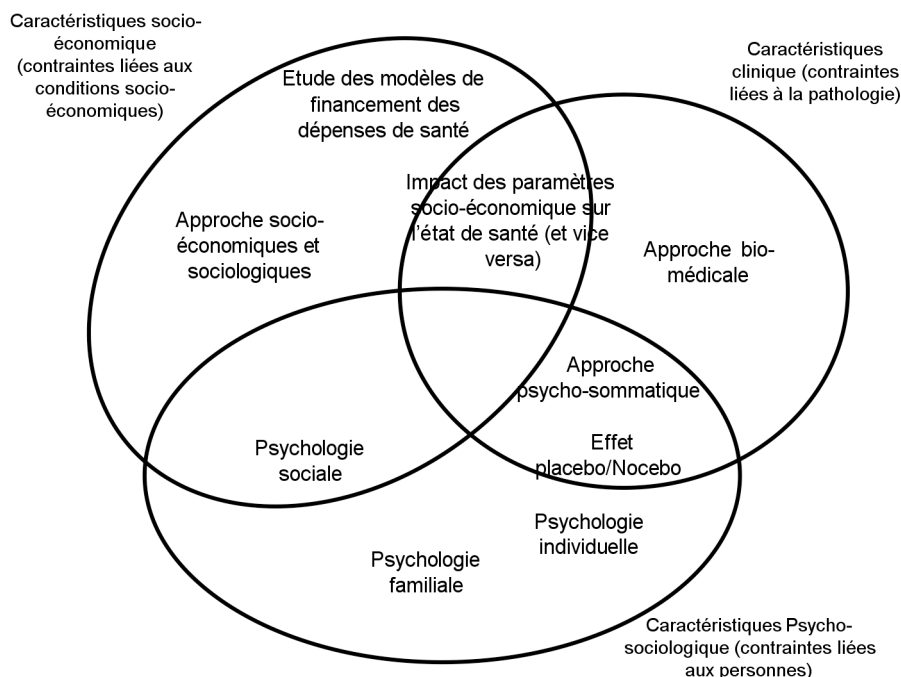 Caractéristiques socio-
économique
(contraintes liées aux
conditions socio-
économiques)
Etude des modèles de
financement des
dépenses de santé
Caractéristiques
clinique (contraintes
liées à la pathologie)
Impact des paramètres
socio-économique sur
l'état de santé (et vice
versa)
Approche socio-
économiques et
sociologiques
Approche bio-
médicale
Approche
psycho-sommatique
Effet
placebo/Nocebo
Psychologie
sociale
Psychologie
individuelle
Psychologie
familiale
Caractéristiques Psycho-
sociologique (contraintes liées
aux personnes)